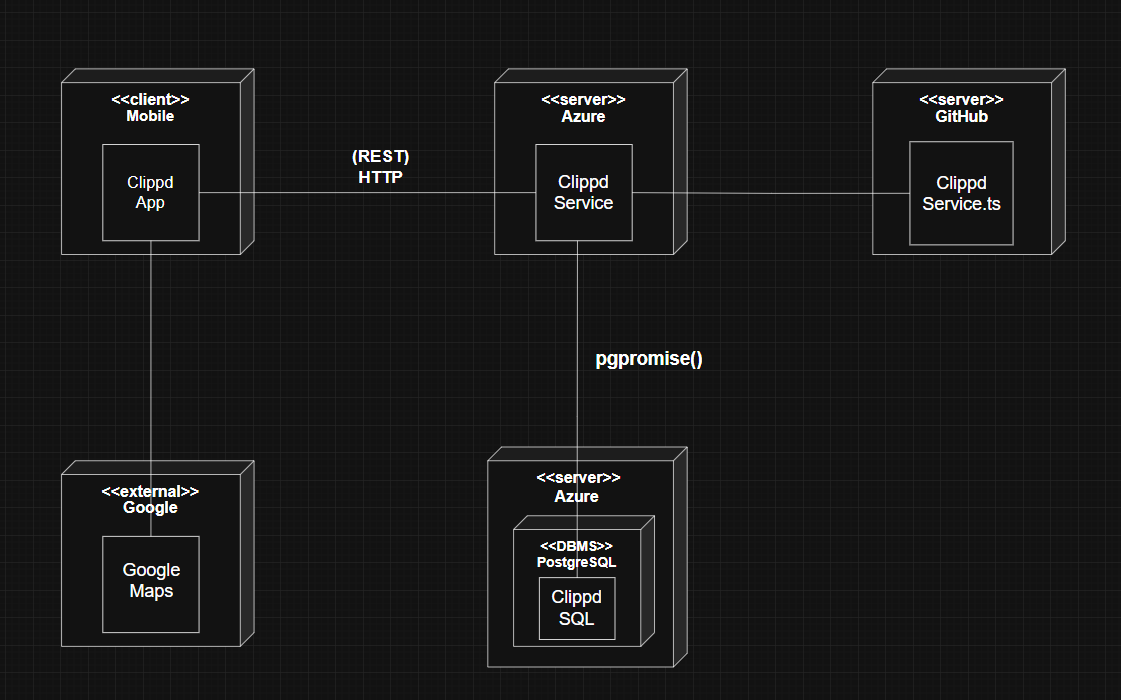 <<client>>
Mobile
Clippd
App
(REST)
HTTP
<<server>>
Azure
Clippd
Service
<<server>>
GitHub
Clippd
Service.ts
pgpromise()
<<external>>
Google
Google
Maps
<<server>>
Azure
<<DBMS>>
PostgreSQL
Clippd
SQL